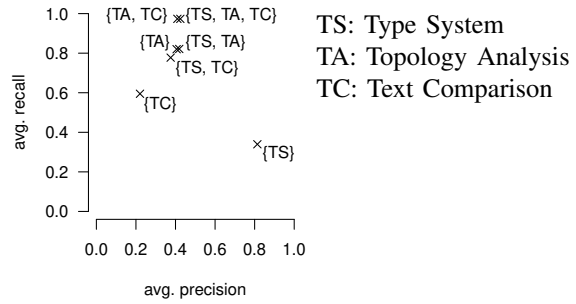 1.0
0.8
0.6
0.4
0.2
0.0
avg. recall
{TA, TC} {TS, TA, TC}
{TA} {TS, TA}
{TS, TC}
{TC}
{TS}
0.0 0.2 0.4 0.6 0.8 1.0
avg. precision
TS: Type System
TA: Topology Analysis
TC: Text Comparison